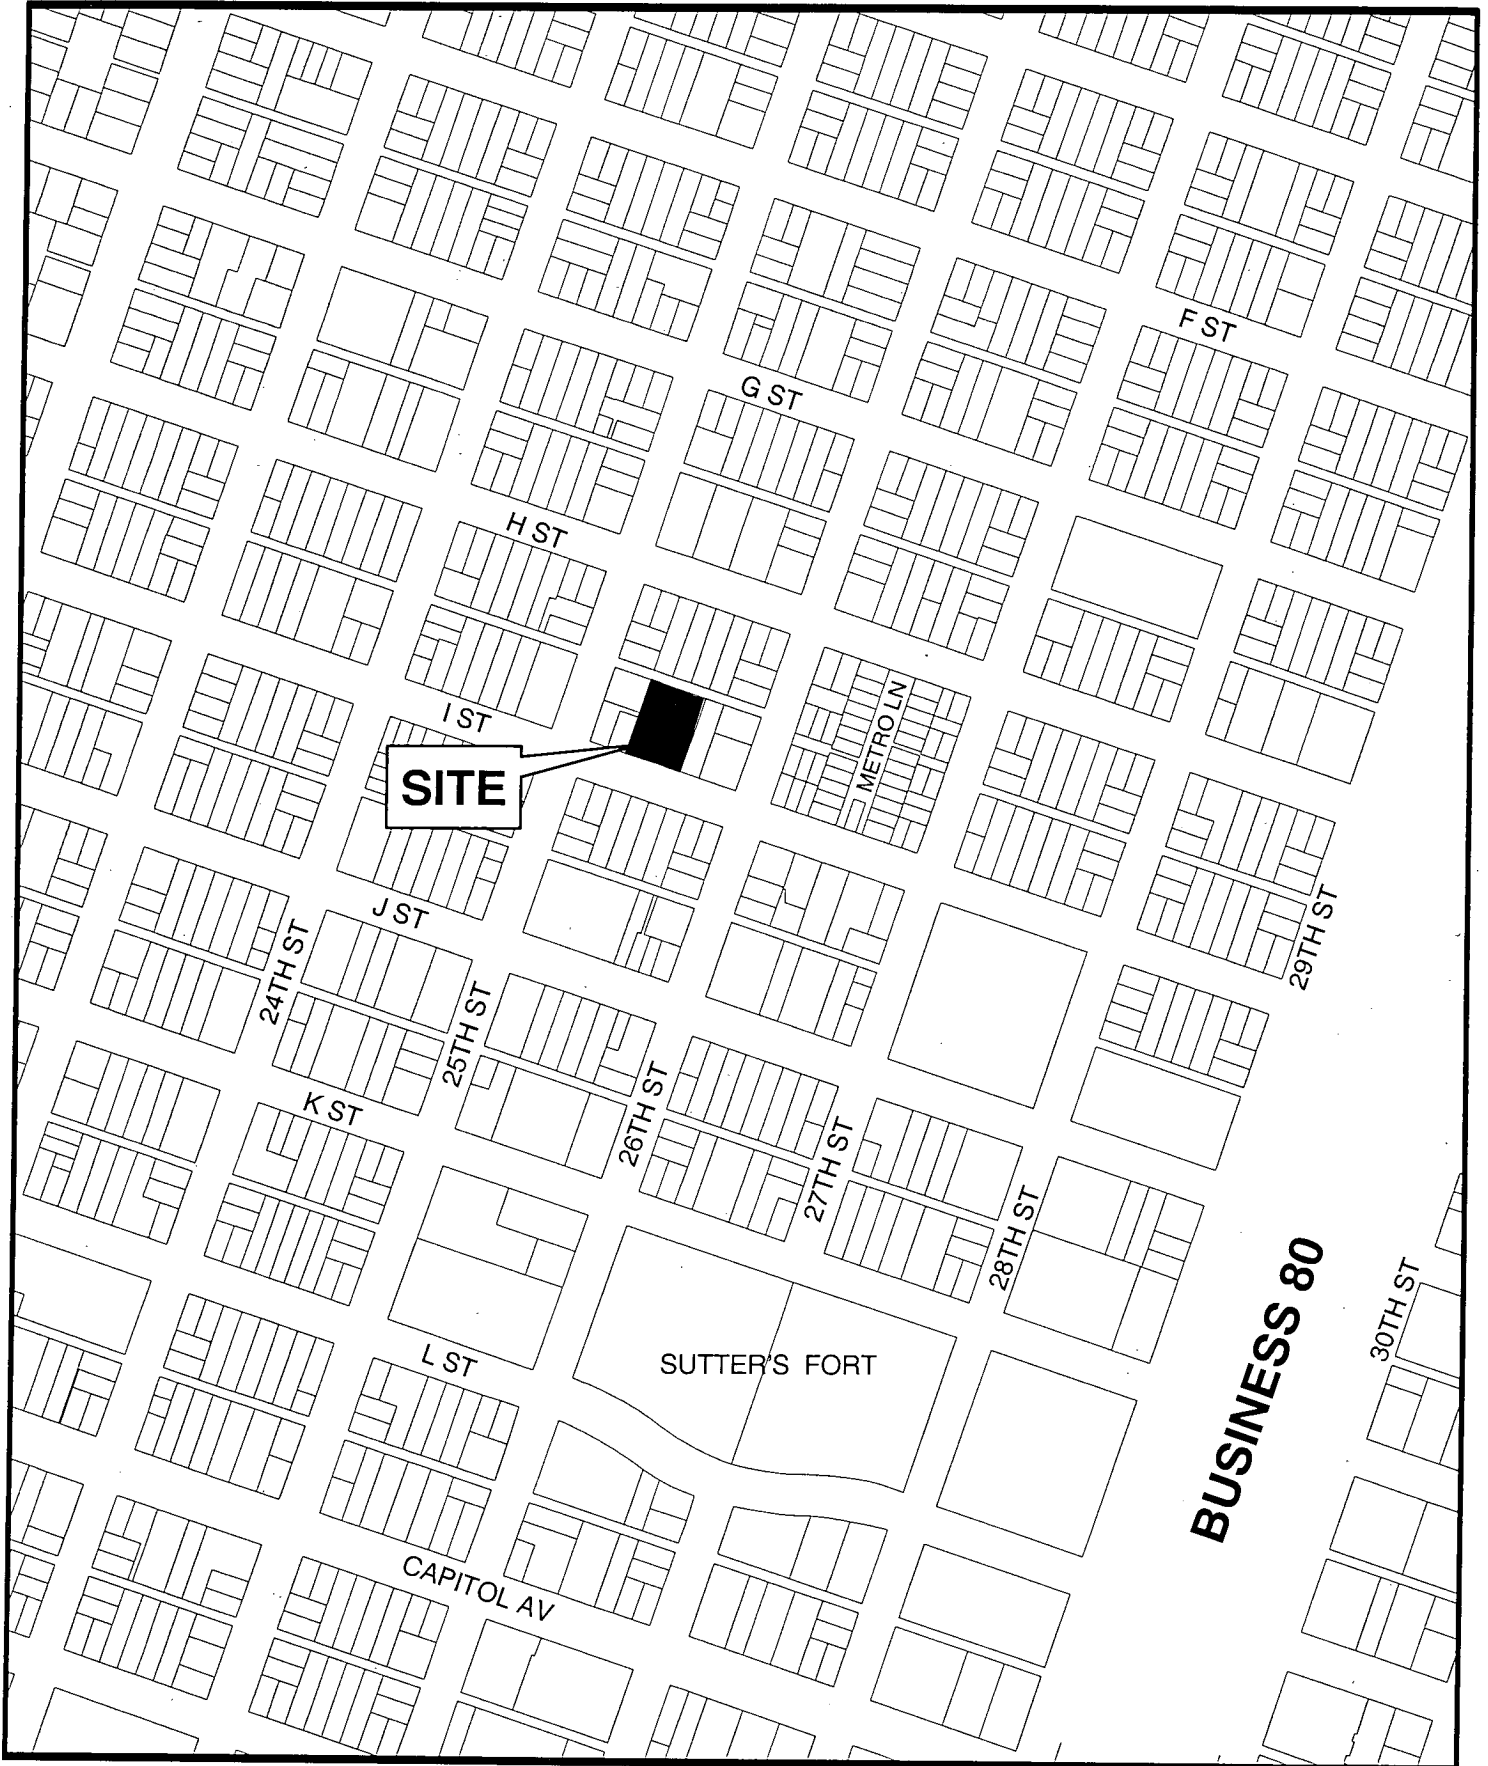 F ST
G ST
H ST
METRO LN
I ST
SITE
J ST
29TH ST
24TH ST
25TH ST
26TH ST
K ST
27TH ST
28TH ST
BUSINESS 80
30TH ST
L ST
SUTTER'S FORT
CAPITOL AV